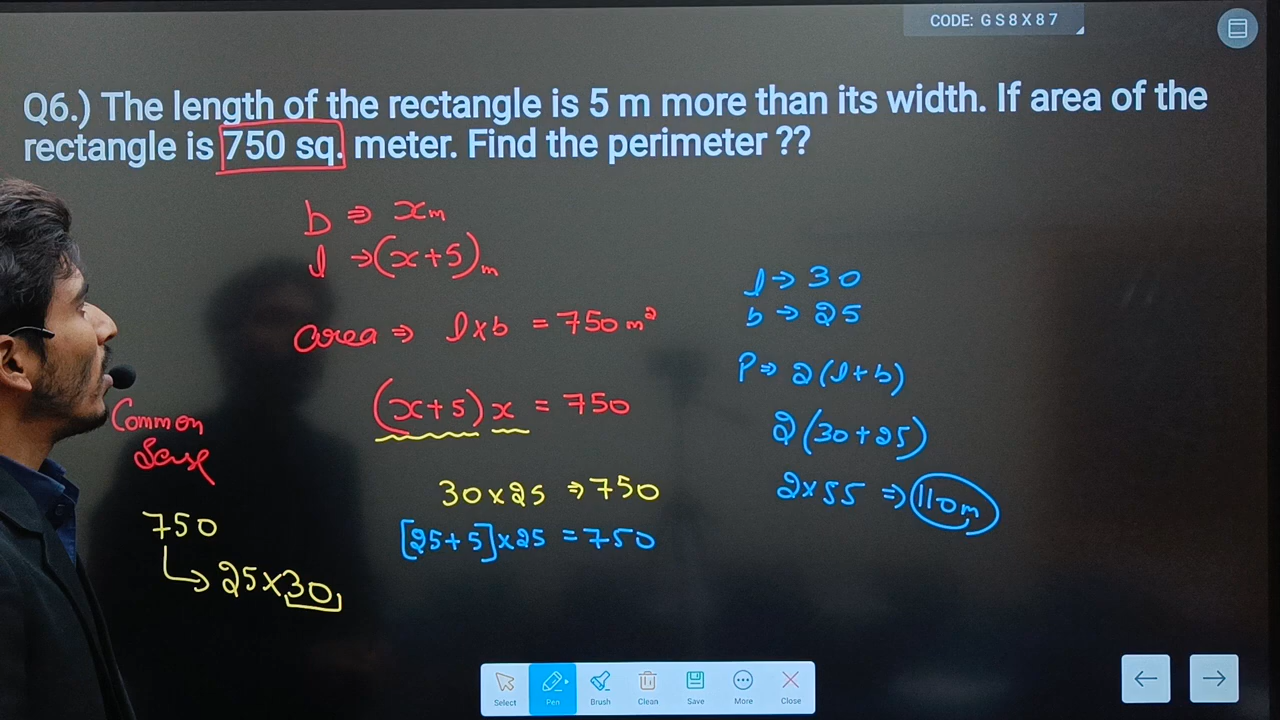 CODE: G S 8 X 8 7
Q6.) The length of the rectangle is 5 m more than its width. If area of the
rectangle is 750 sq. meter. Find the perimeter ??
b ⇒ x m
l → (x+5) m
area ⇒ l x b = 750 m²
(x+5) x = 750
30 x 25 ⇒ 750
[25+5] x 25 = 750
Common
Sense
750
↳ 25 x 30
l → 30
b → 25
P ⇒ 2(l+b)
2(30+25)
2 x 55 ⇒ 110m
Select
Pen
Brush
Clean
Save
More
Close